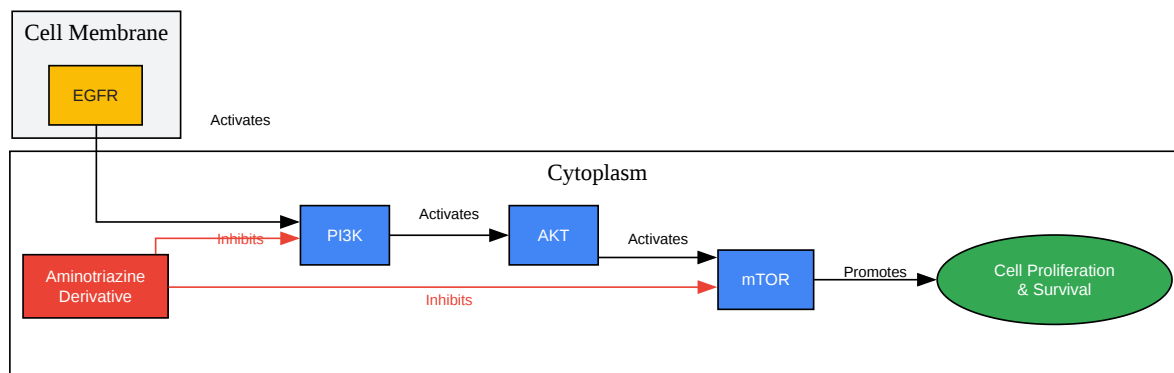 Cell Membrane
EGFR
Activates
Cytoplasm
Activates
PI3K
AKT
Activates
Inhibits
Aminotriazine
Derivative
Inhibits
mTOR
Promotes
Cell Proliferation
& Survival